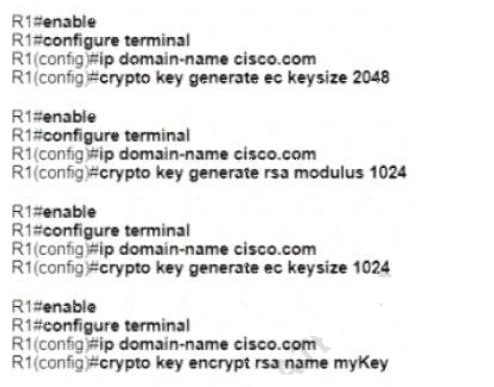 R1#enable
R1#configure terminal
R1(config)#ip domain-name cisco.com
R1(config)#crypto key generate ec keysize 2048
R1#enable
R1#configure terminal
R1(config)#ip domain-name cisco.com
R1(config)#crypto key generate rsa modulus 1024
R1#enable
R1#configure terminal
R1(config)#ip domain-name cisco.com
R1(config)#crypto key generate ec keysize 1024
R1#enable
R1#configure terminal
R1(config)#ip domain-name cisco.com
R1(config)#crypto key encrypt rsa name myKey